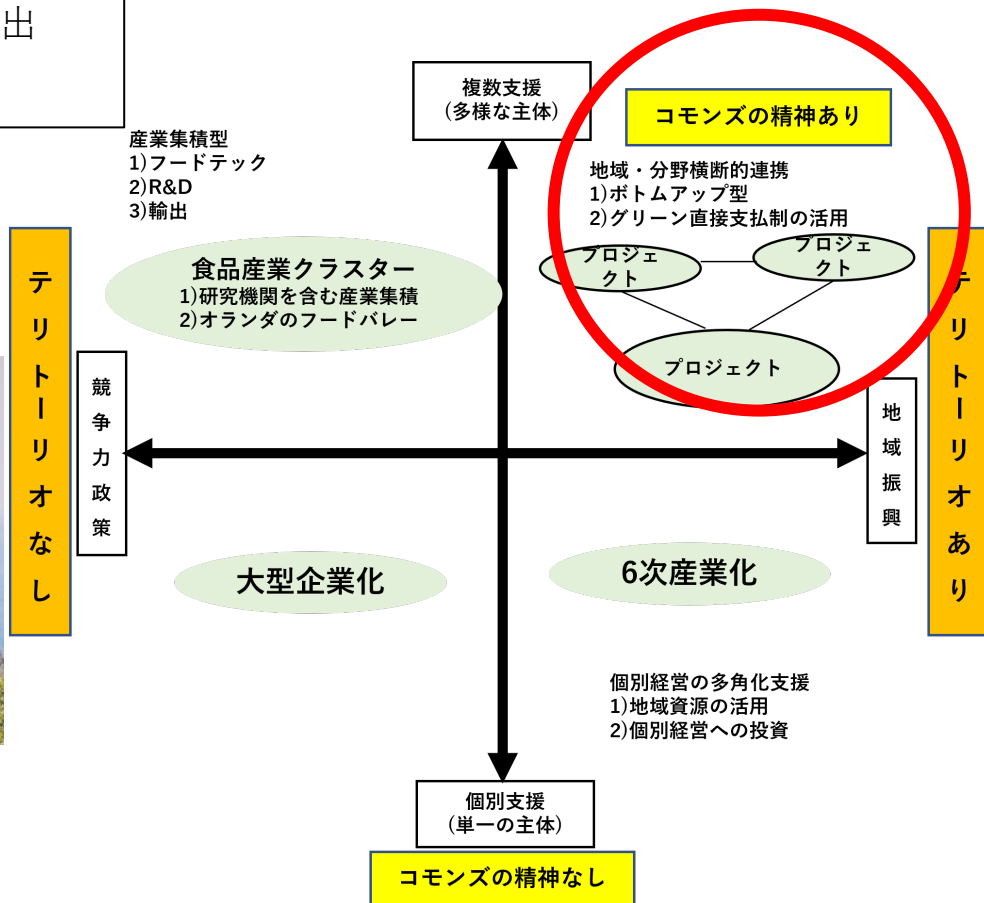 出
複数支援
(多様な主体)
コモンズの精神あり
産業集積型
1)フードテック
2)R&D
3)輸出
地域・分野横断的連携
1)ボトムアップ型
2)グリーン直接支払制の活用
プロジェ
クト
プロジェ
クト
プロジェクト
食品産業クラスター
1)研究機関を含む産業集積
2)オランダのフードバレー
テリトーリオなし
競争力政策
地域振興
テリトーリオあり
大型企業化
6次産業化
個別経営の多角化支援
1)地域資源の活用
2)個別経営への投資
個別支援
(単一の主体)
コモンズの精神なし